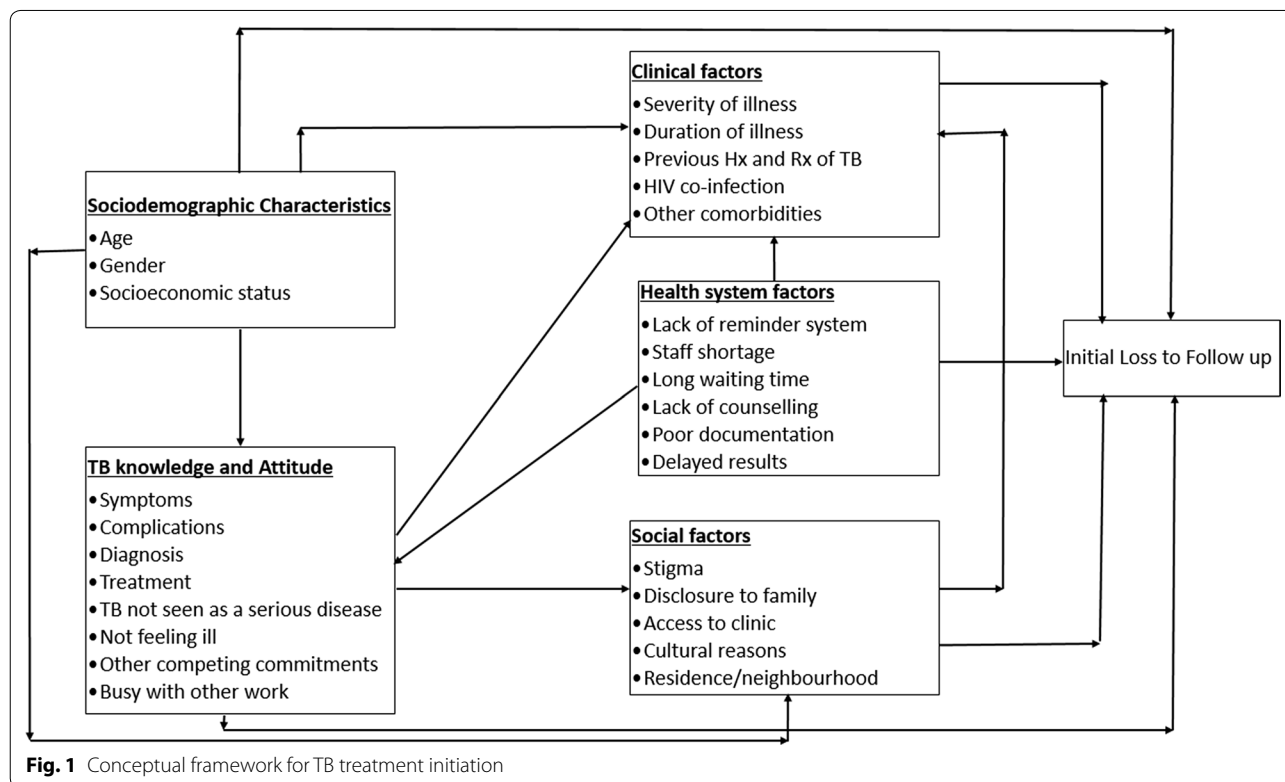 Sociodemographic Characteristics
• Age
• Gender
• Socioeconomic status
TB knowledge and Attitude
• Symptoms
• Complications
• Diagnosis
• Treatment
• TB not seen as a serious disease
• Not feeling ill
• Other competing commitments
• Busy with other work
Clinical factors
• Severity of illness
• Duration of illness
• Previous Hx and Rx of TB
• HIV co-infection
• Other comorbidities
Health system factors
• Lack of reminder system
• Staff shortage
• Long waiting time
• Lack of counselling
• Poor documentation
• Delayed results
Social factors
• Stigma
• Disclosure to family
• Access to clinic
• Cultural reasons
• Residence/neighbourhood
Initial Loss to Follow up
Fig. 1 Conceptual framework for TB treatment initiation